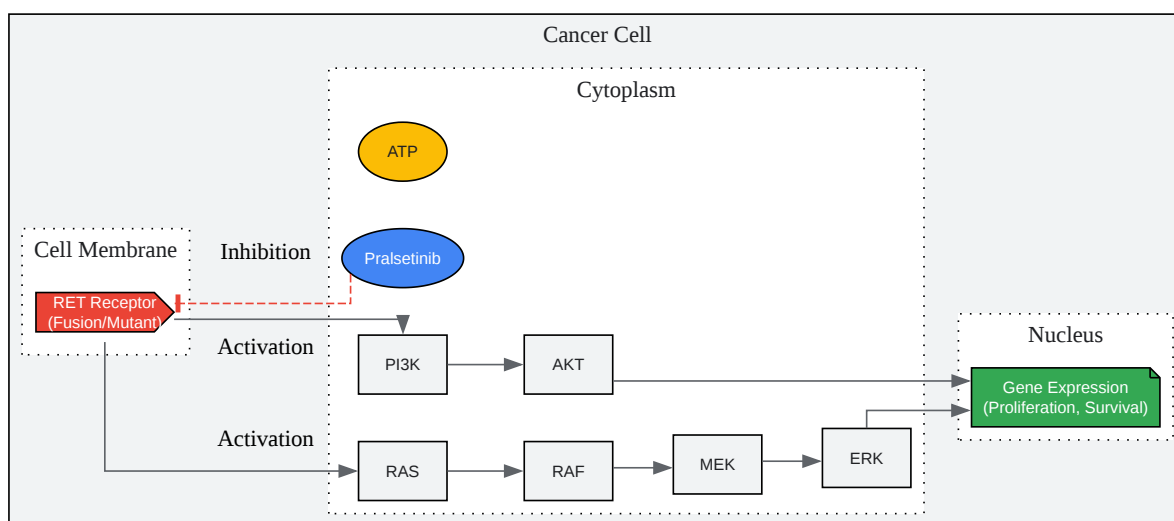 Cancer Cell
Cytoplasm
ATP
Cell Membrane
Inhibition
Pralsetinib
RET Receptor
(Fusion/Mutant)
Activation
PI3K
AKT
Nucleus
Gene Expression
(Proliferation, Survival)
Activation
RAS
RAF
MEK
ERK